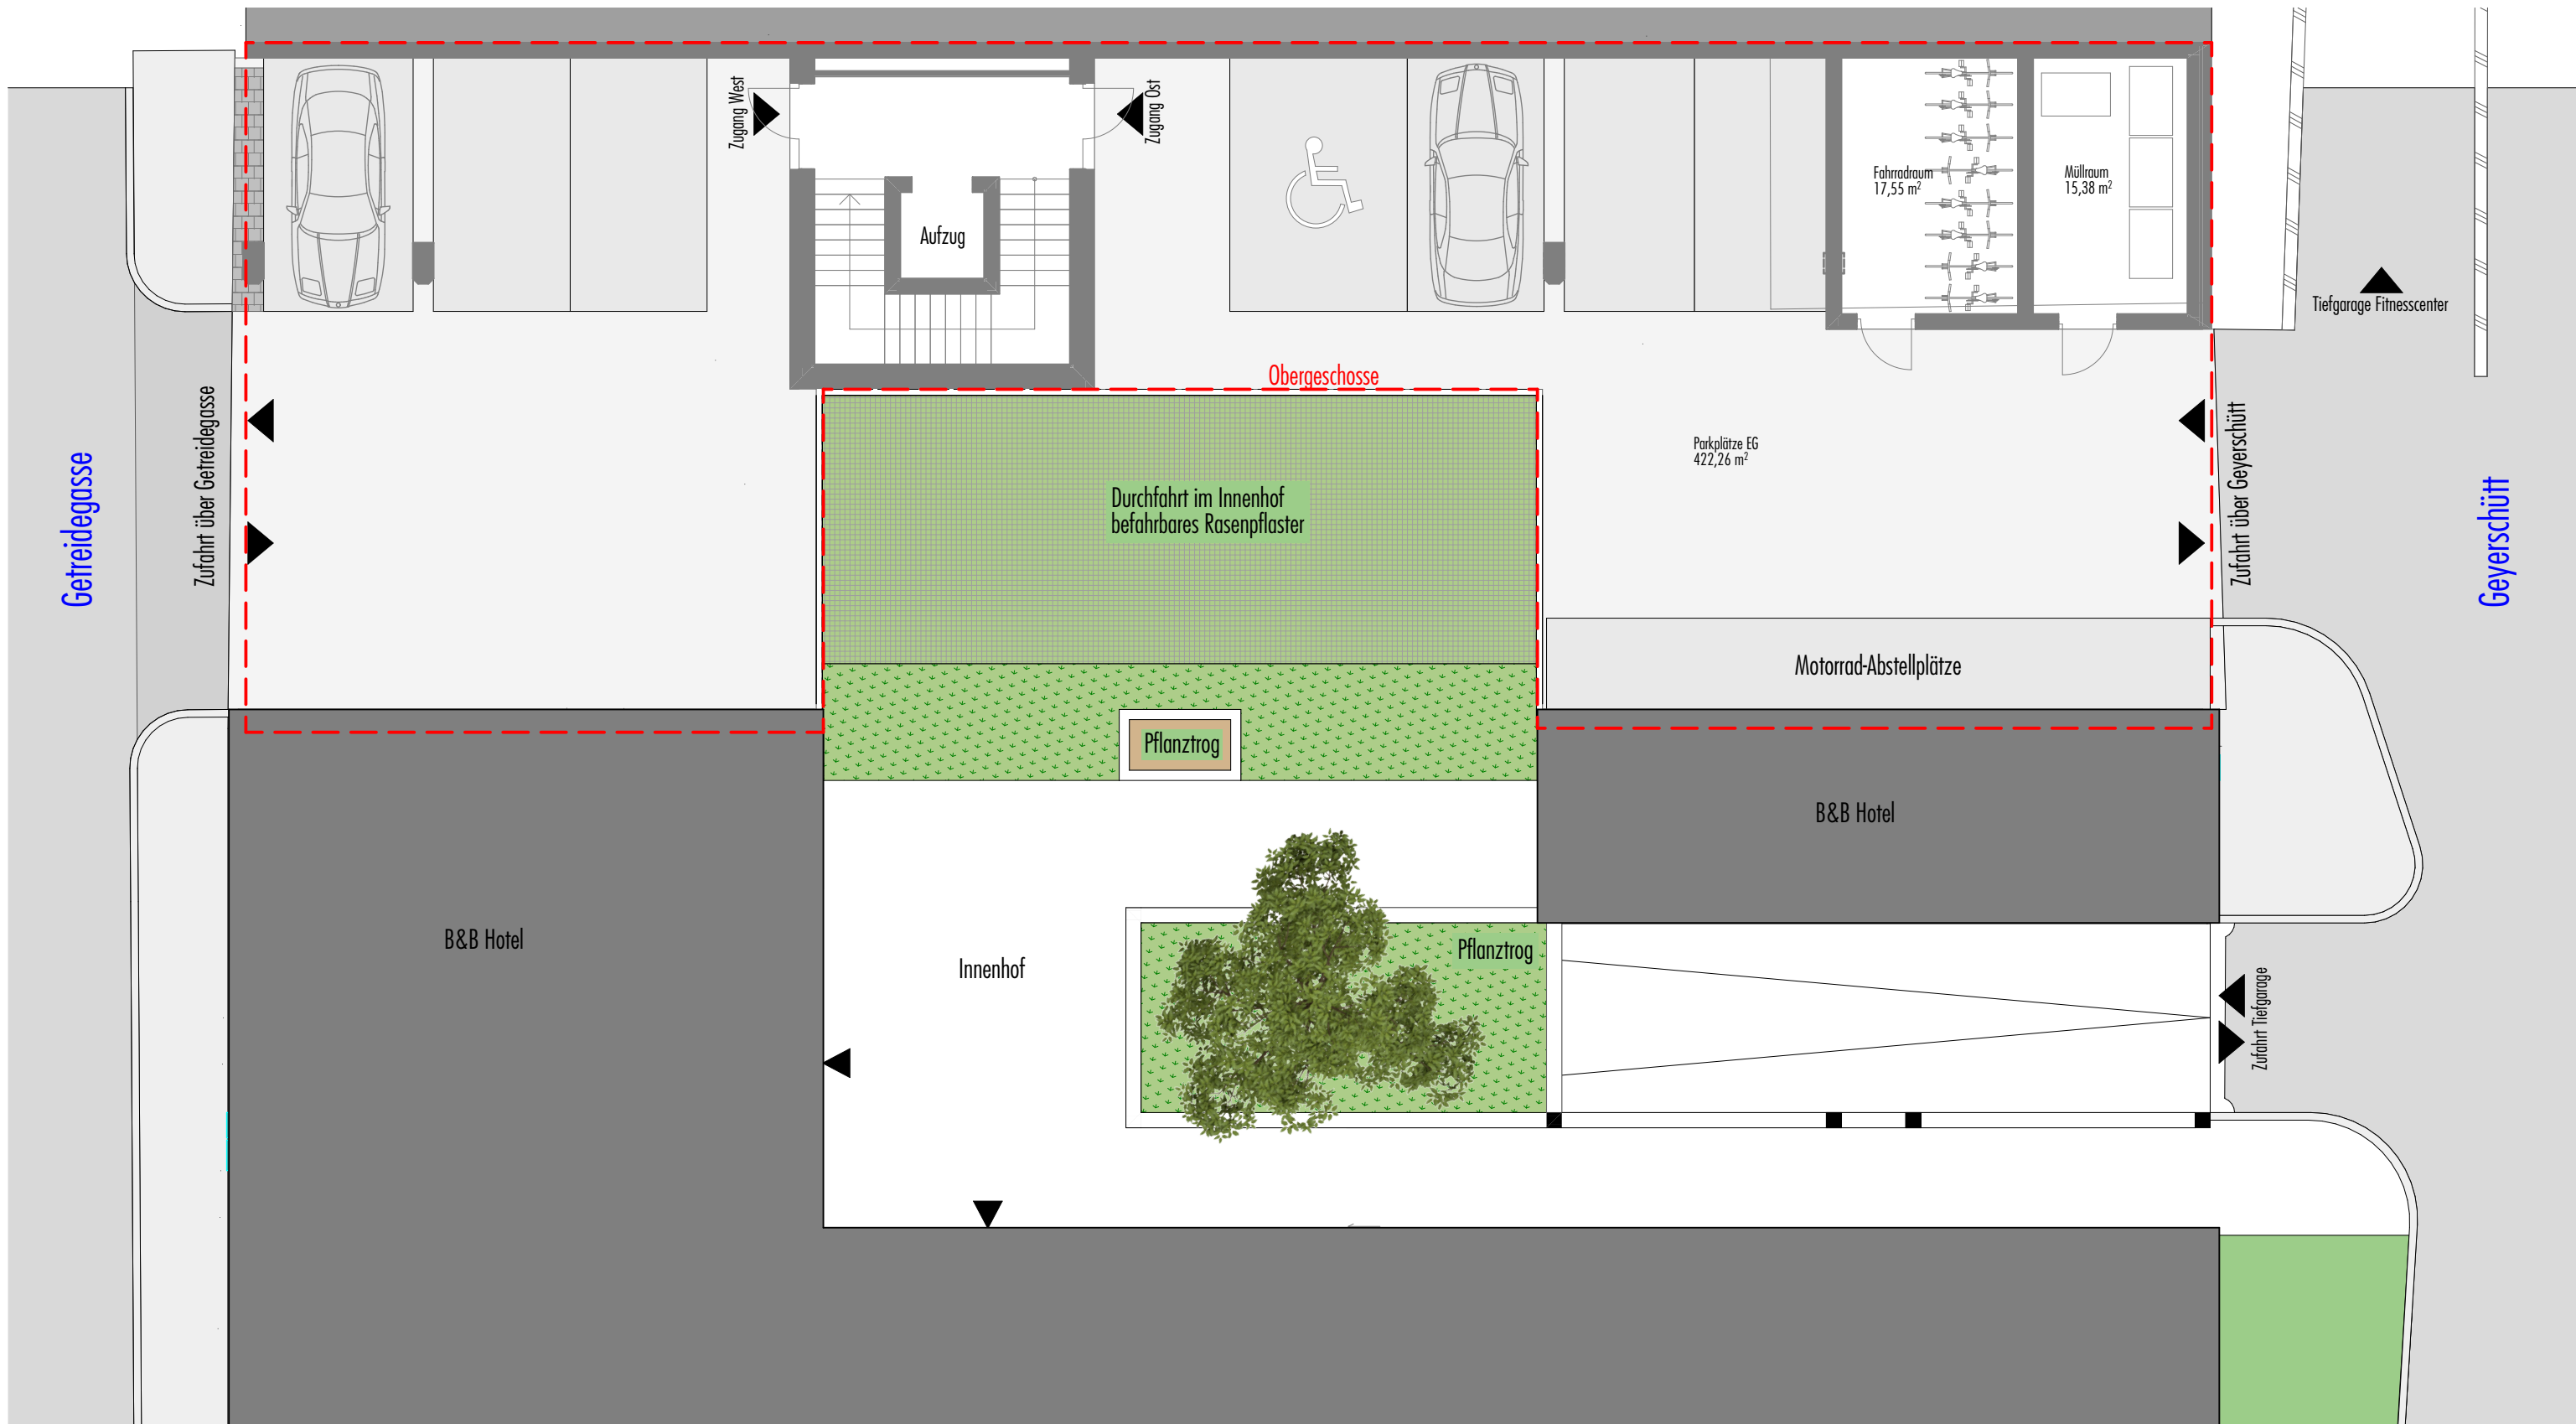 Zugang West
Zugang Ost
Aufzug
Fahrradraum
17,55 m²
Müllraum
15,38 m²
Tiefgarage Fitnesscenter
Obergeschosse
Getreidegasse
Zufahrt über Getreidegasse
Durchfahrt im Innenhof
befahrbares Rasenpflaster
Parkplätze EG
422,26 m²
Zufahrt über Geyerschütt
Geyerschütt
Motorrad-Abstellplätze
Pflanztrog
B&B Hotel
B&B Hotel
Innenhof
Pflanztrog
Zufahrt Tiefgarage